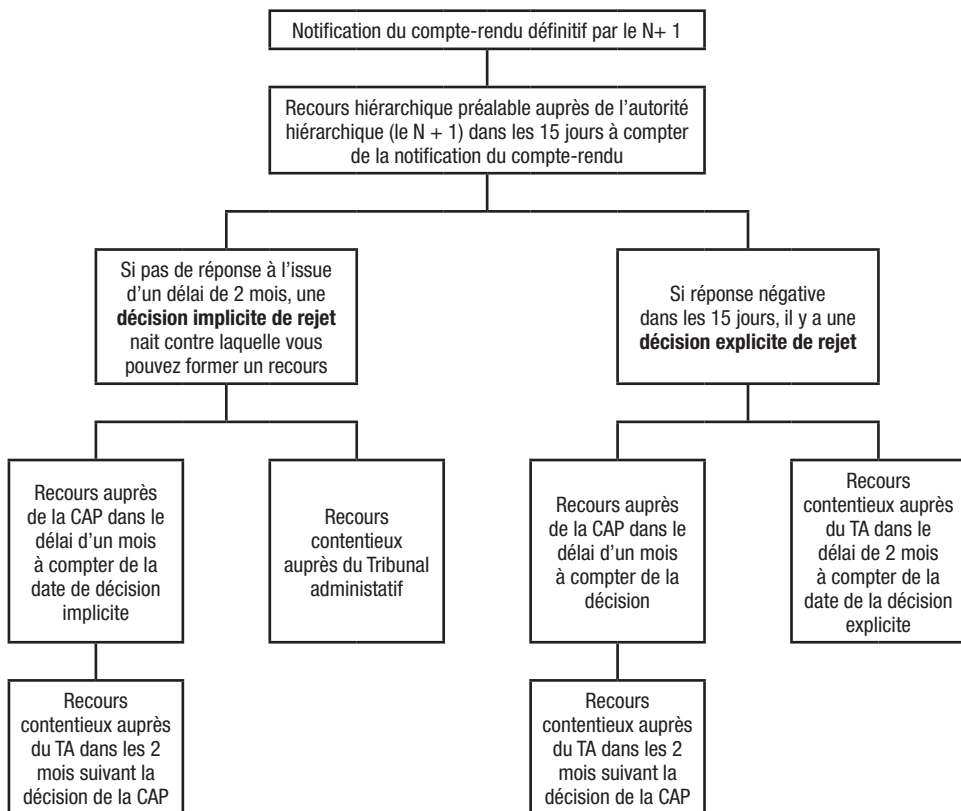 Notification du compte-rendu définitif par le N+ 1
Recours hiérarchique préalable auprès de l'autorité
hiérarchique (le N + 1) dans les 15 jours à compter
de la notification du compte-rendu
Si pas de réponse à l'issue
d'un délai de 2 mois, une
décision implicite de rejet
nait contre laquelle vous
pouvez former un recours
Si réponse négative
dans les 15 jours, il y a une
décision explicite de rejet
Recours auprès
de la CAP dans le
délai d'un mois
à compter de la
date de décision
implicite
Recours
contentieux
auprès du Tribunal
administatif
Recours auprès
de la CAP dans le
délai d'un mois
à compter de la
décision
Recours
contentieux auprès
du TA dans le
délai de 2 mois
à compter de la
date de la décision
explicite
Recours
contentieux auprès
du TA dans les 2
mois suivant la
décision de la CAP
Recours
contentieux auprès
du TA dans les 2
mois suivant la
décision de la CAP